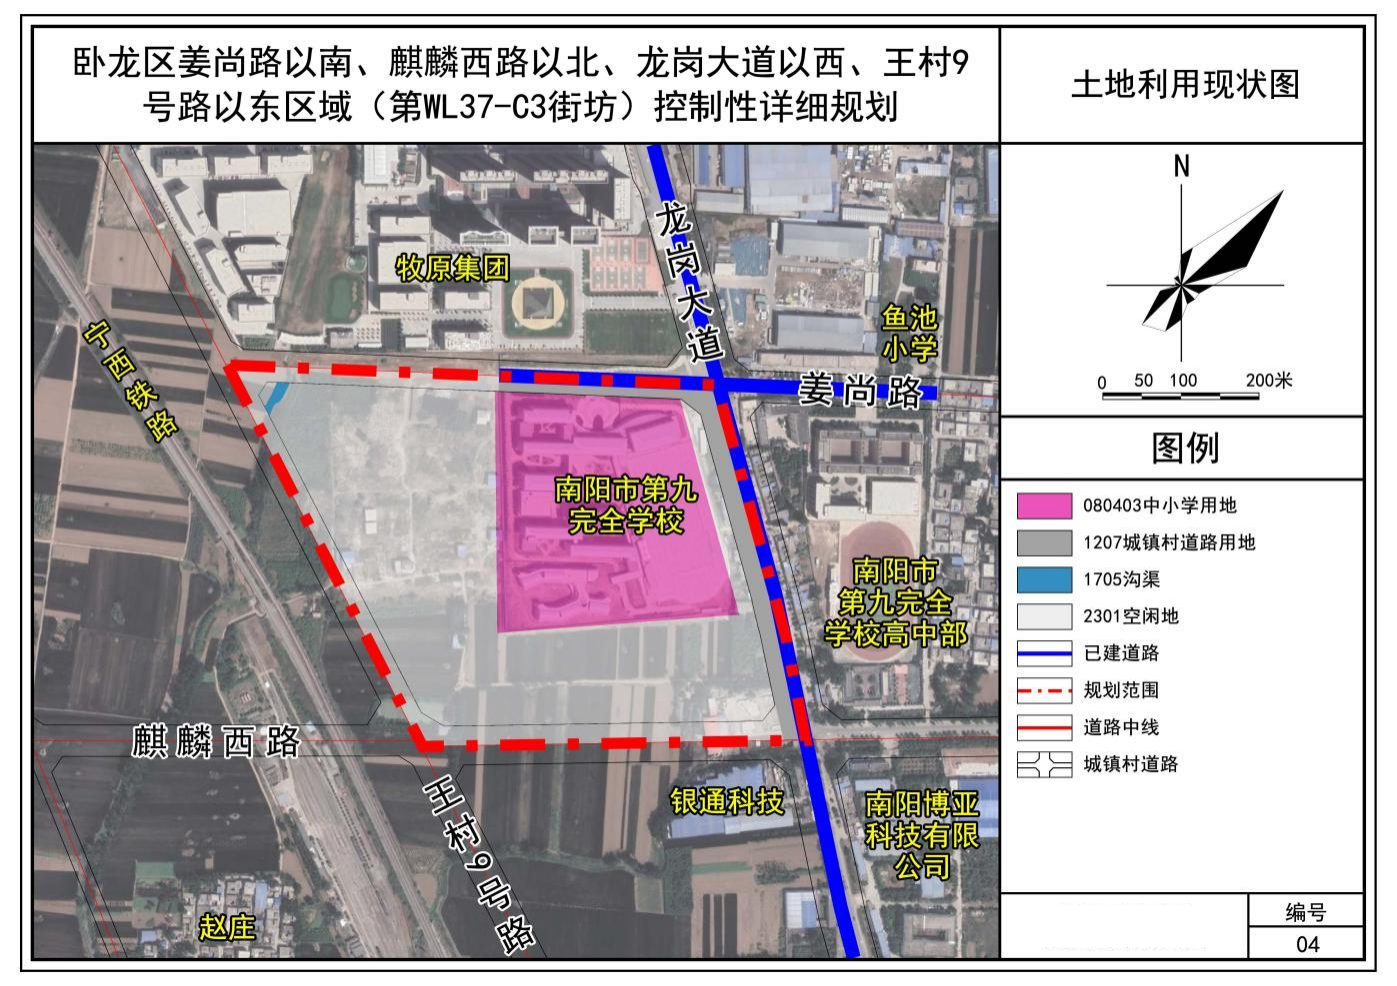 卧龙区姜尚路以南、麒麟西路以北、龙岗大道以西、王村9
号路以东区域（第WL37-C3街坊）控制性详细规划
土地利用现状图
N
0 50 100 200米
图例
080403中小学用地
1207城镇村道路用地
1705沟渠
2301空闲地
已建道路
规划范围
道路中线
城镇村道路
编号
04
龙岗大道
牧原集团
鱼池
小学
宁西铁路
姜尚路
南阳市第九
完全学校
南阳市
第九完全
学校高中部
麒麟西路
王村9号路
银通科技
南阳博亚
科技有限
公司
赵庄